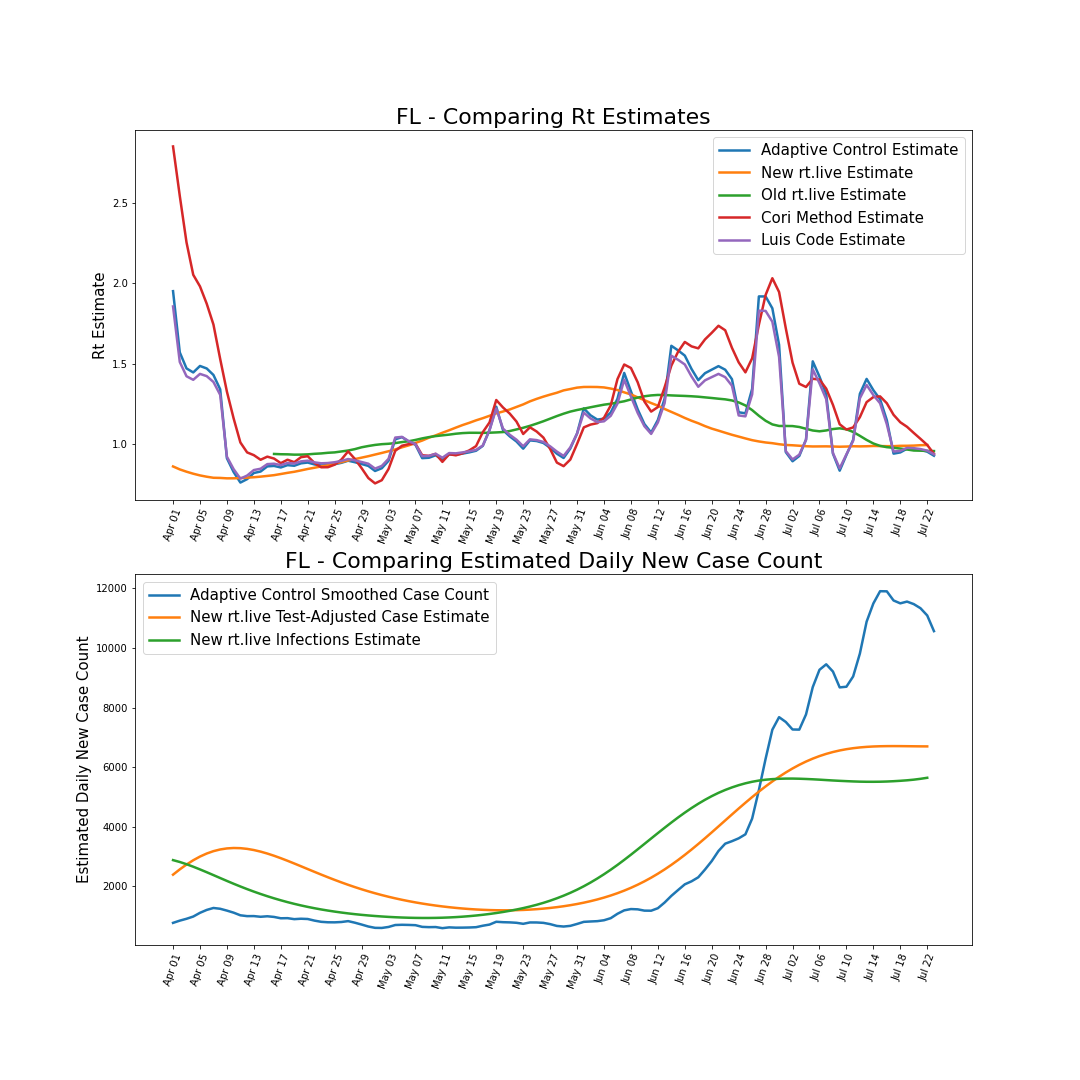 FL - Comparing Rt Estimates
Rt Estimate
2.5
2.0
1.5
1.0
Adaptive Control Estimate
New rt.live Estimate
Old rt.live Estimate
Cori Method Estimate
Luis Code Estimate
Apr 01 Apr 05 Apr 09 Apr 13 Apr 17 Apr 21 Apr 25 Apr 29 May 03 May 07 May 11 May 15 May 19 May 23 May 27 May 31 Jun 04 Jun 08 Jun 12 Jun 16 Jun 20 Jun 24 Jun 28 Jul 02 Jul 06 Jul 10 Jul 14 Jul 18 Jul 22
FL - Comparing Estimated Daily New Case Count
Estimated Daily New Case Count
12000
10000
8000
6000
4000
2000
Adaptive Control Smoothed Case Count
New rt.live Test-Adjusted Case Estimate
New rt.live Infections Estimate
Apr 01 Apr 05 Apr 09 Apr 13 Apr 17 Apr 21 Apr 25 Apr 29 May 03 May 07 May 11 May 15 May 19 May 23 May 27 May 31 Jun 04 Jun 08 Jun 12 Jun 16 Jun 20 Jun 24 Jun 28 Jul 02 Jul 06 Jul 10 Jul 14 Jul 18 Jul 22